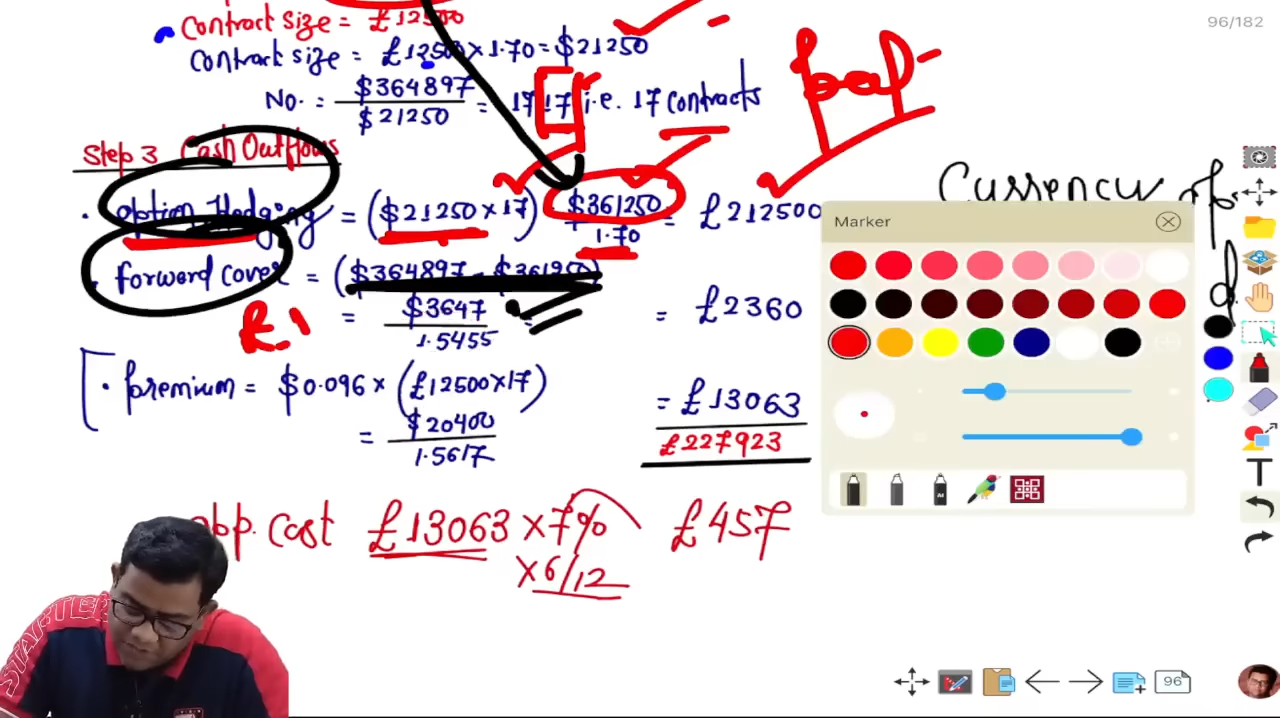 96/182
Contract size = £12500
Contract size = £12500 × 1.70 = $21250
No. = $364897 / $21250 = 17.17 i.e. 17 contracts
Step 3 Cash Outflows
· Option Hedging = ($21250 × 17) $361250 / 1.70 = £212500
· Forward cover = ($364897 - $361250)
= $3647 / 1.5455 = £2360
R.1
· Premium = $0.096 × (£12500 × 17) = £13063
= $20400 / 1.5617
£227923
opp. cost £13063 × 7% £457
× 6/12
Currency
Marker
T
96
STARTER